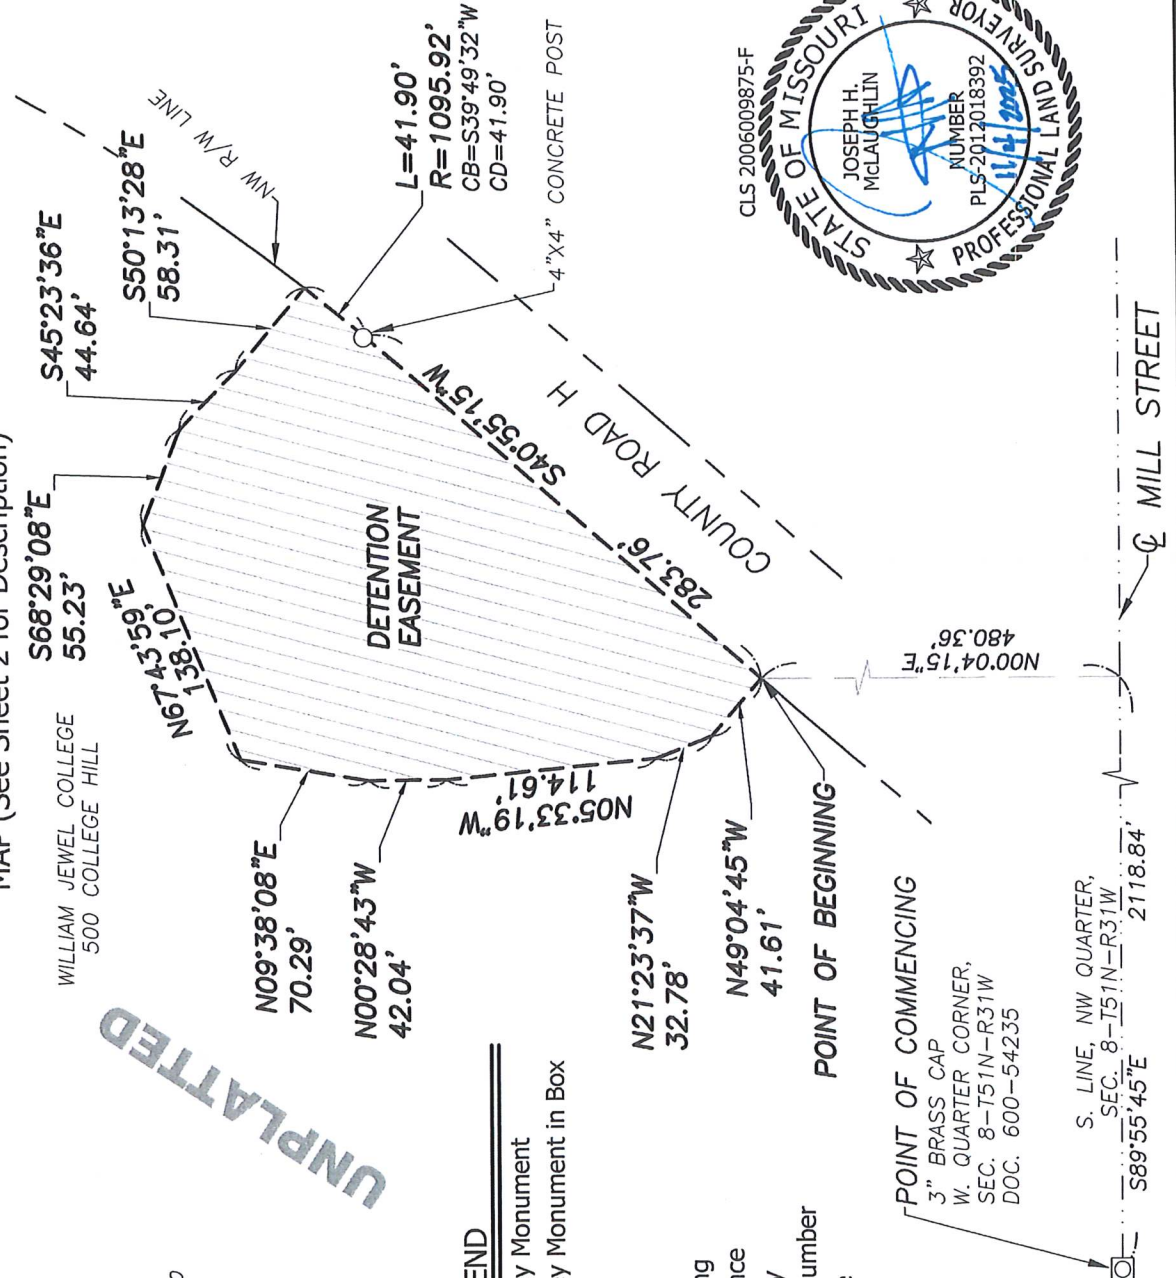 MAP (See Sheet 2 for Description)
WILLIAM JEWEL COLLEGE
500 COLLEGE HILL
UNPLATTED
S68°29'08"E
55.23'
S45°23'36"E
44.64'
S50°13'28"E
58.31'
NW R/W LINE
L=41.90'
R=1095.92'
CB=S39°49'32"W
CD=41.90'
4"X4" CONCRETE POST
N67°43'59"E
138.10'
N09°38'08"E
70.29'
N00°28'43"W
42.04'
N05°33'19"W
114.61'
N21°23'37"W
32.78'
N49°04'45"W
41.61'
DETENTION
EASEMENT
S40°55'15"W
283.76'
COUNTY ROAD H
POINT OF BEGINNING
N00°04'15"E
480.36'
POINT OF COMMENCING
3" BRASS CAP
W. QUARTER CORNER,
SEC. 8-T51N-R31W
DOC. 600-54235
S. LINE, NW QUARTER,
SEC. 8-T51N-R31W
S89°55'45"E 2118.84'
℄ MILL STREET
END
y Monument
y Monument in Box
ng
nce
y
umber
CLS 2006009875-F
STATE OF MISSOURI
JOSEPH H.
McLAUGHLIN
NUMBER
PLS-2012018392
11/4/2025
PROFESSIONAL LAND SURVEYOR